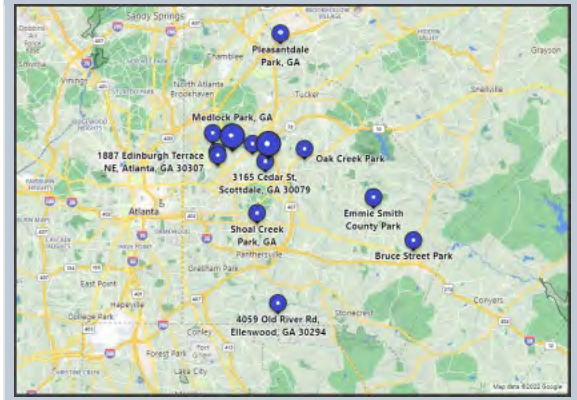 Sandy Springs
Chamblee
Grayson
Snellville
Vinings
North Atlanta
Brookhaven
Tucker
Pleasantdale
Park, GA
Medlock Park, GA
1887 Edinburgh Terrace
NE, Atlanta, GA 30307
3165 Cedar St,
Scottdale, GA 30079
Oak Creek Park
Atlanta
Shoal Creek
Park, GA
Emmie Smith
County Park
Bruce Street Park
Panthersville
Gresham Park
East Point
Hapeville
College Park
Conley
Conyers
Stonecrest
4059 Old River Rd,
Ellenwood, GA 30294
Forest Park
Lake City
Map data ©2022 Google